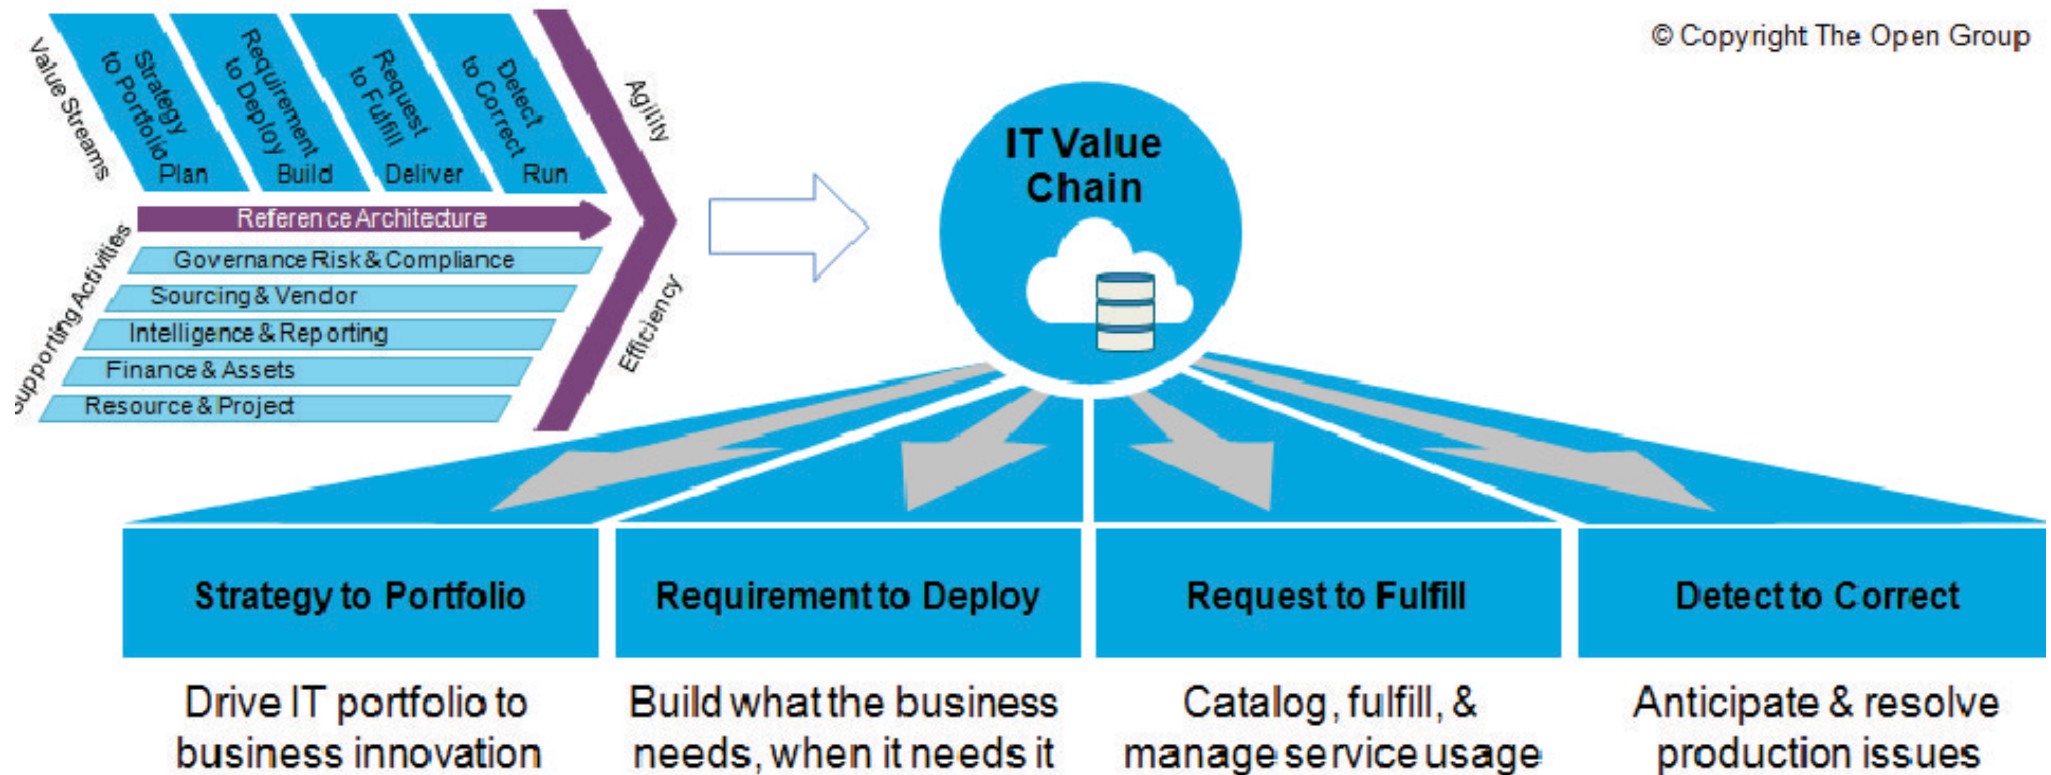 © Copyright The Open Group
Value Streams
Strategy
to Portfolio
Plan
Requirement
to Deploy
Build
Request
to Fulfill
Deliver
Detect
to Correct
Run
Agility
Reference Architecture
Supporting Activities
Governance Risk & Compliance
Sourcing & Vendor
Intelligence & Reporting
Finance & Assets
Resource & Project
Efficiency
IT Value
Chain
Strategy to Portfolio
Requirement to Deploy
Request to Fulfill
Detect to Correct
Drive IT portfolio to
business innovation
Build what the business
needs, when it needs it
Catalog, fulfill, &
manage service usage
Anticipate & resolve
production issues